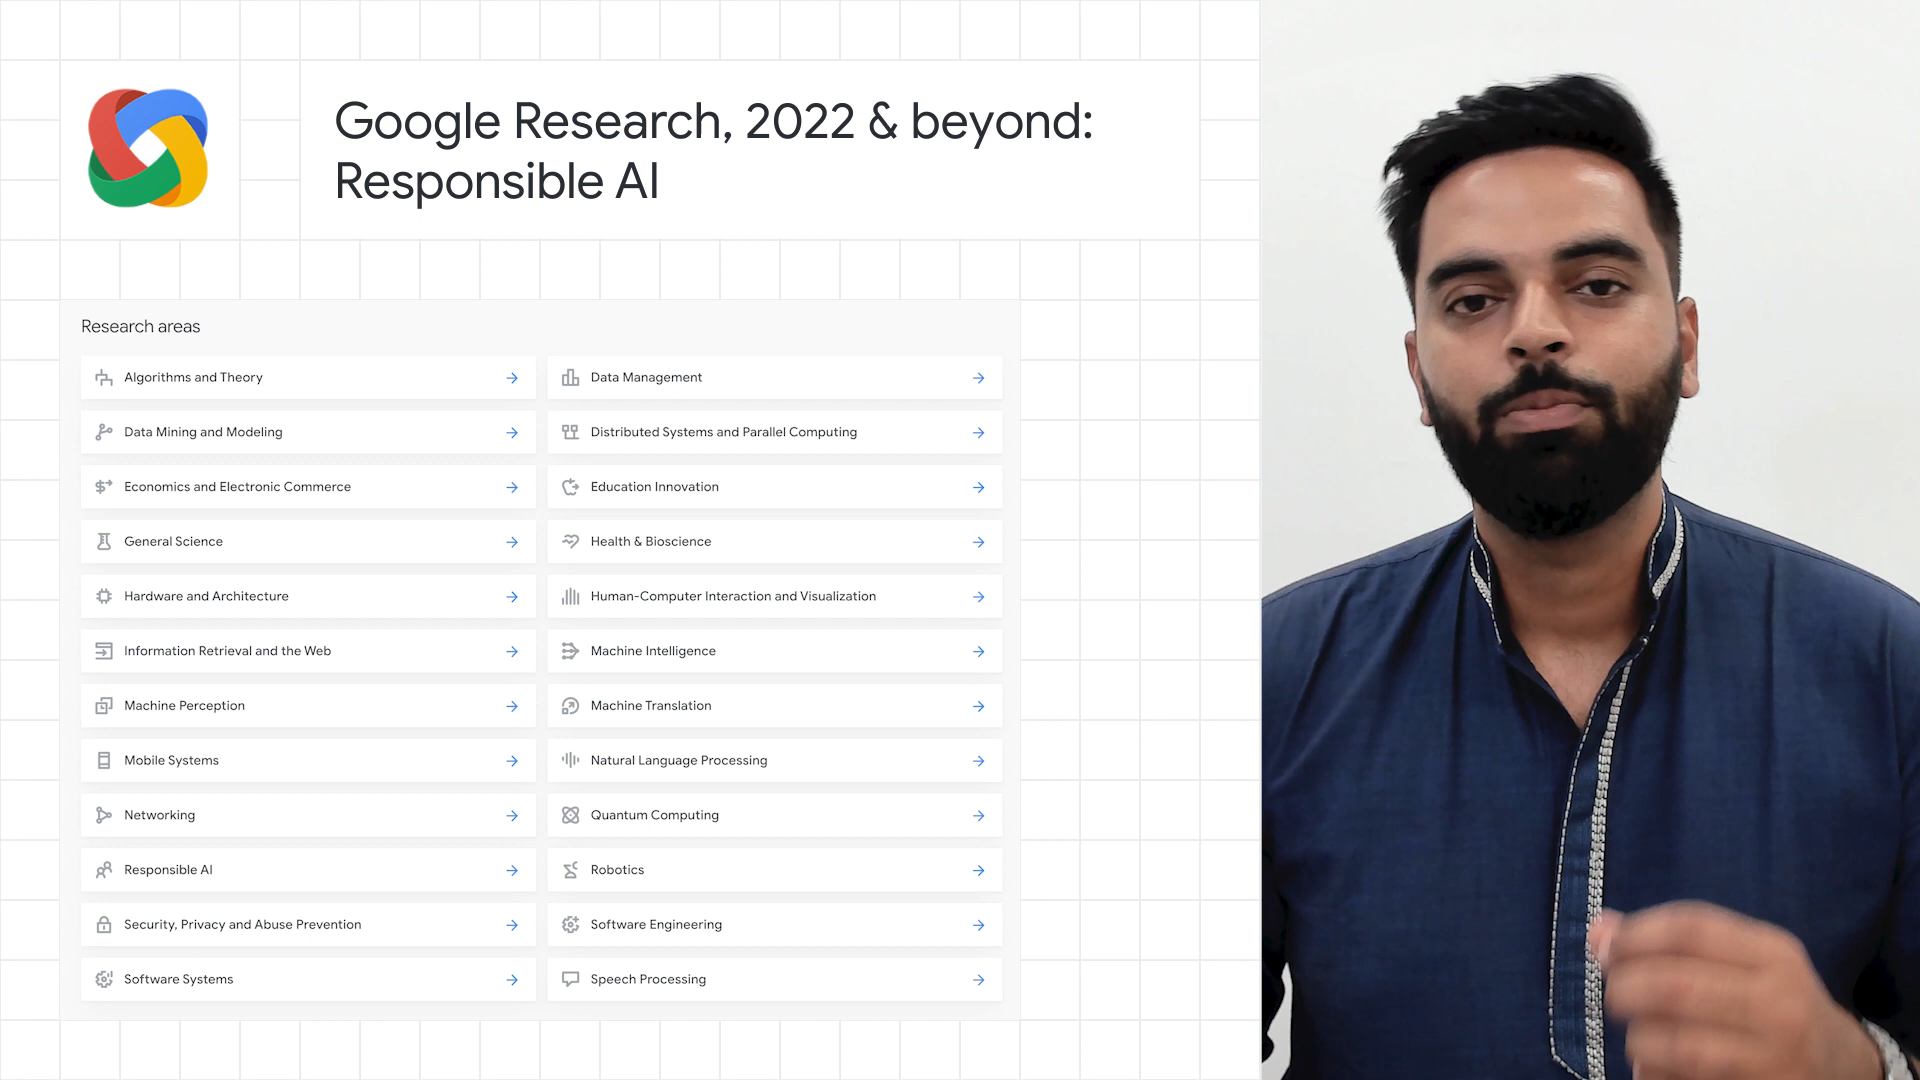 Google Research, 2022 & beyond:
Responsible AI
Research areas
Algorithms and Theory
Data Management
Data Mining and Modeling
Distributed Systems and Parallel Computing
Economics and Electronic Commerce
Education Innovation
General Science
Health & Bioscience
Hardware and Architecture
Human-Computer Interaction and Visualization
Information Retrieval and the Web
Machine Intelligence
Machine Perception
Machine Translation
Mobile Systems
Natural Language Processing
Networking
Quantum Computing
Responsible AI
Robotics
Security, Privacy and Abuse Prevention
Software Engineering
Software Systems
Speech Processing